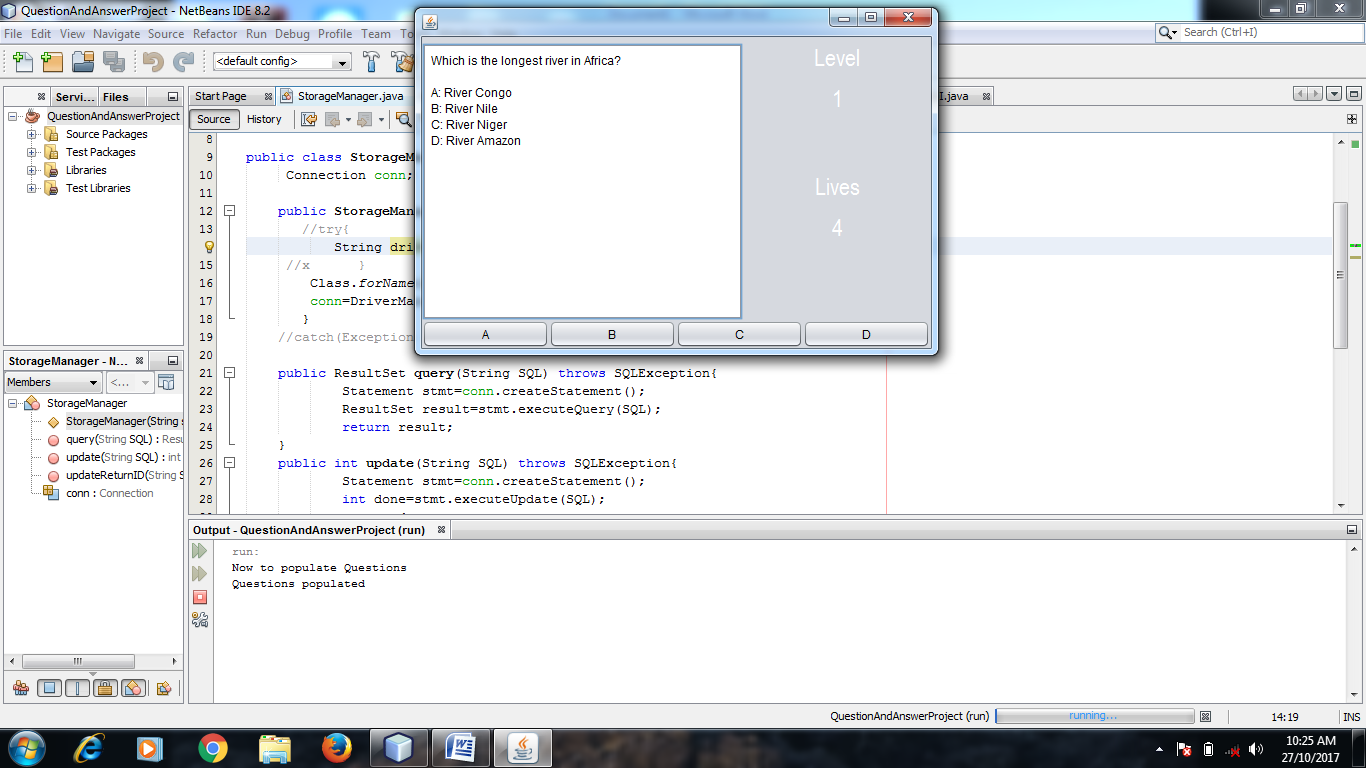 QuestionAndAnswerProject - NetBeans IDE 8.2
File Edit View Navigate Source Refactor Run Debug Profile Team
Search (Ctrl+I)
<default config>
Servi... Files
Start Page StorageManager.java
.java
QuestionAndAnswerProject
Source Packages
Test Packages
Libraries
Test Libraries
Source History
8
9 public class
10 Connection conn;
11
12 public
13 //try{
String
15 //x }
16
17
18 }
19 //catch(Exception
20
21 public ResultSet query(String SQL) throws SQLException{
22 Statement stmt=conn.createStatement();
23 ResultSet result=stmt.executeQuery(SQL);
24 return result;
25 }
26 public int update(String SQL) throws SQLException{
27 Statement stmt=conn.createStatement();
28 int done=stmt.executeUpdate(SQL);
Which is the longest river in Africa?
A: River Congo
B: River Nile
C: River Niger
D: River Amazon
Level
1
Lives
4
A B C D
StorageManager - N...
Members <...
StorageManager
StorageManager(String
query(String SQL) : Resu
update(String SQL) : int
updateReturnID(String S
conn : Connection
Output - QuestionAndAnswerProject (run)
run:
Now to populate Questions
Questions populated
QuestionAndAnswerProject (run) running... 14:19 INS
10:25 AM
27/10/2017